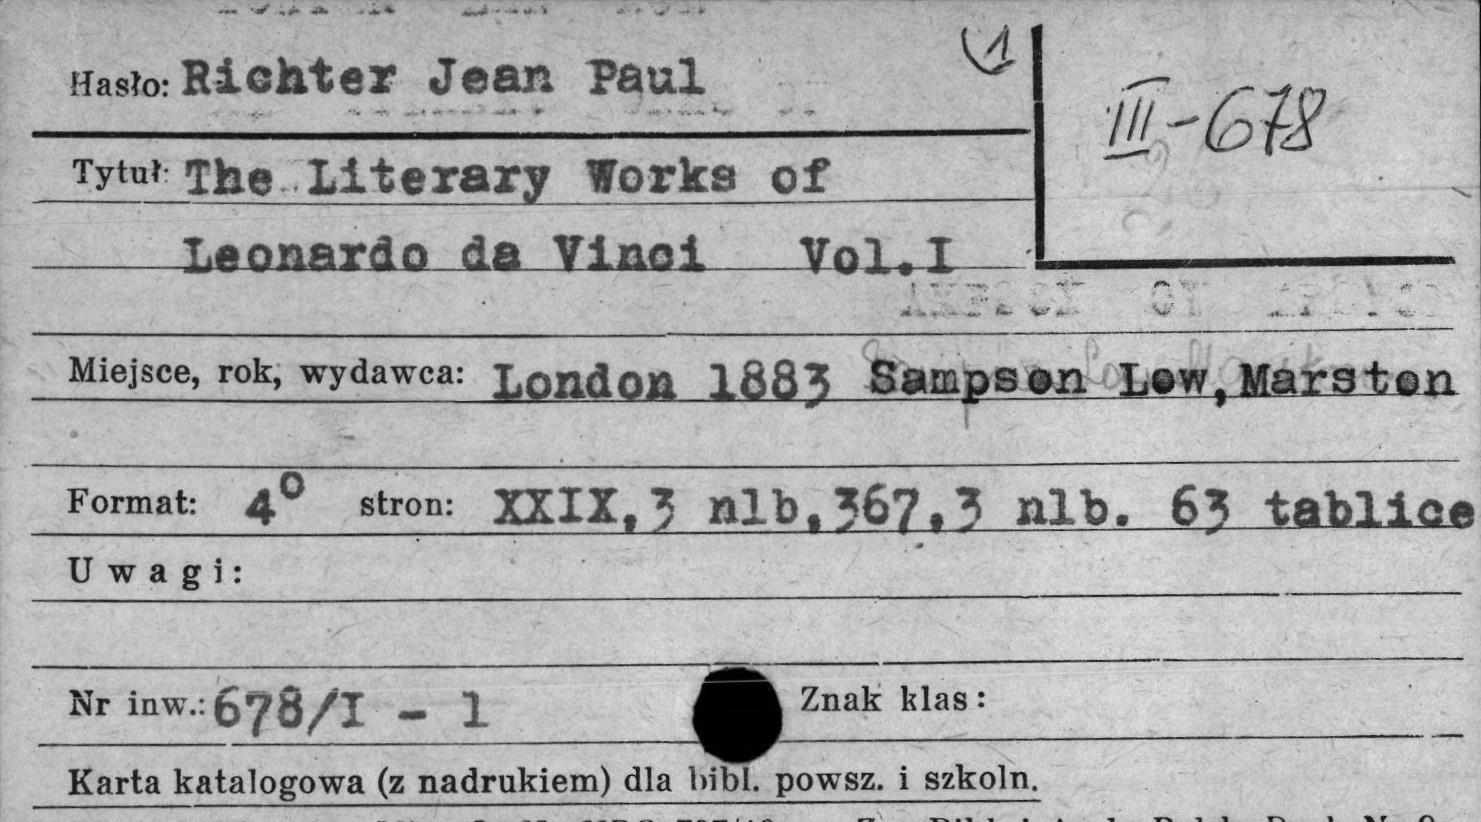 1
Hasło: Richter Jean Paul
III-678
Tytuł: The Literary Works of
Leonardo da Vinci Vol.I
Miejsce, rok, wydawca: London 1883 Sampson Low, Marston
Format: 4° stron: XXIX,3 nlb,367,3 nlb. 63 tablice
Uwagi:
Nr inw.: 678/I - 1 Znak klas:
Karta katalogowa (z nadrukiem) dla bibl. powsz. i szkoln.